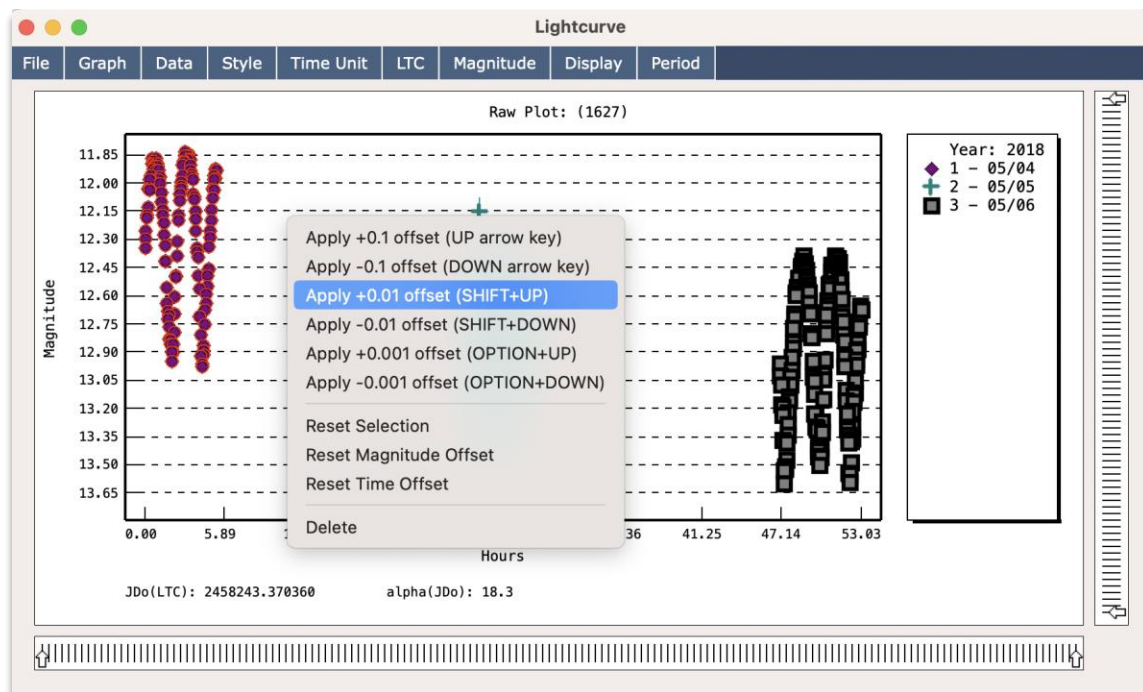 Lightcurve
File Graph Data Style Time Unit LTC Magnitude Display Period
Raw Plot: (1627)
Year: 2018
1 - 05/04
2 - 05/05
3 - 05/06
11.85
12.00
12.15
12.30
12.45
12.60
12.75
12.90
13.05
13.20
13.35
13.50
13.65
Magnitude
Apply +0.1 offset (UP arrow key)
Apply -0.1 offset (DOWN arrow key)
Apply +0.01 offset (SHIFT+UP)
Apply -0.01 offset (SHIFT+DOWN)
Apply +0.001 offset (OPTION+UP)
Apply -0.001 offset (OPTION+DOWN)
Reset Selection
Reset Magnitude Offset
Reset Time Offset
Delete
0.00 5.89 41.25 47.14 53.03
Hours
JDo(LTC): 2458243.370360 alpha(JDo): 18.3